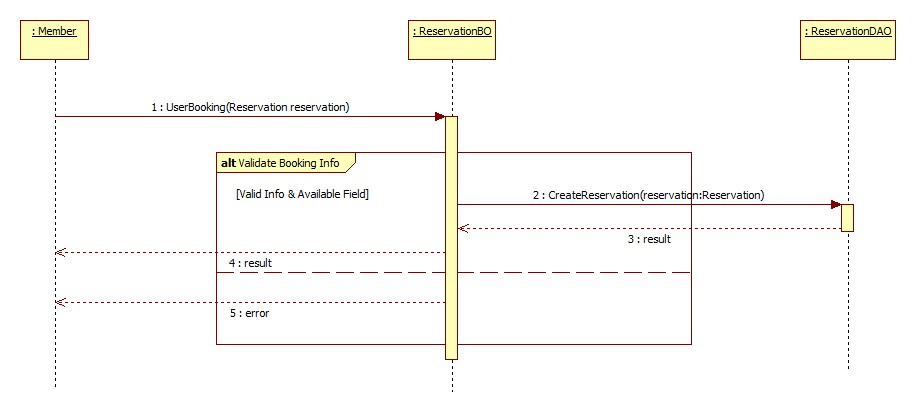 : Member
: ReservationBO
: ReservationDAO
1 : UserBooking(Reservation reservation)
alt Validate Booking Info
[Valid Info & Available Field]
2 : CreateReservation(reservation:Reservation)
3 : result
4 : result
5 : error